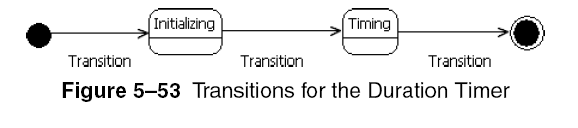 Initializing
Timing
Transition
Transition
Transition
Figure 5–53 Transitions for the Duration Timer